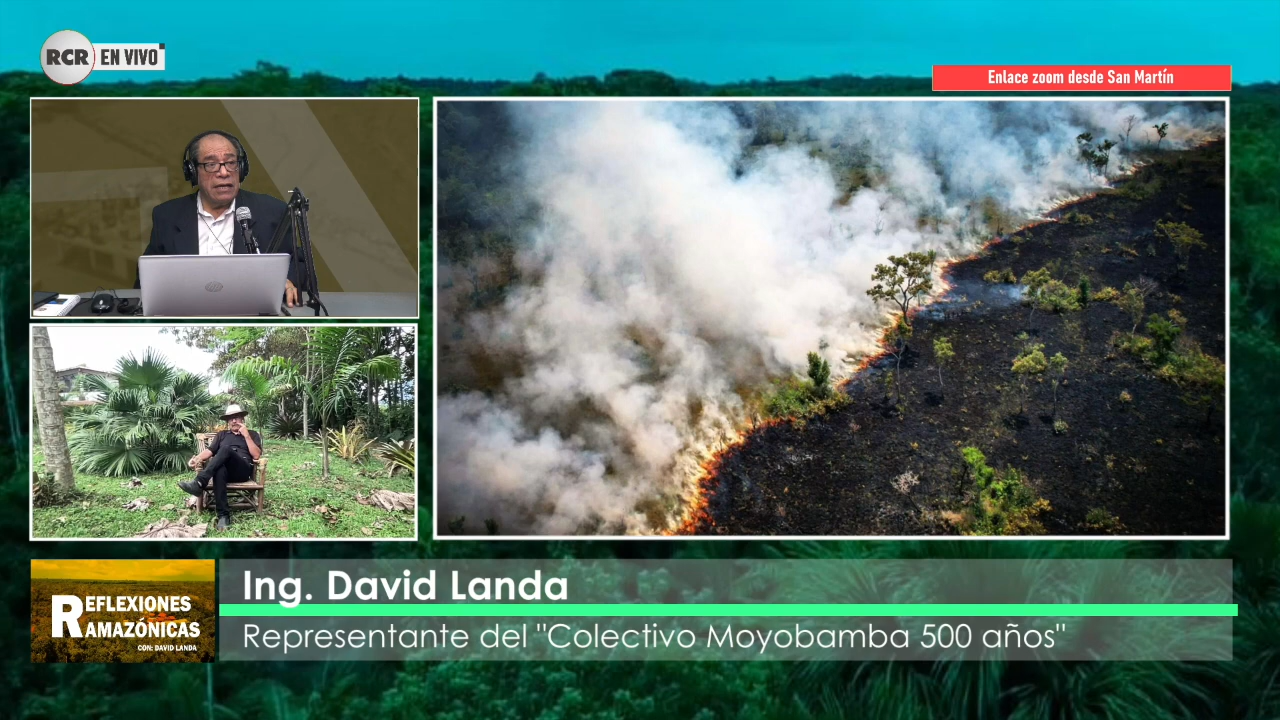 RCR EN VIVO
Enlace zoom desde San Martín
REFLEXIONES
AMAZÓNICAS
CON: DAVID LANDA
Ing. David Landa
Representante del "Colectivo Moyobamba 500 años"